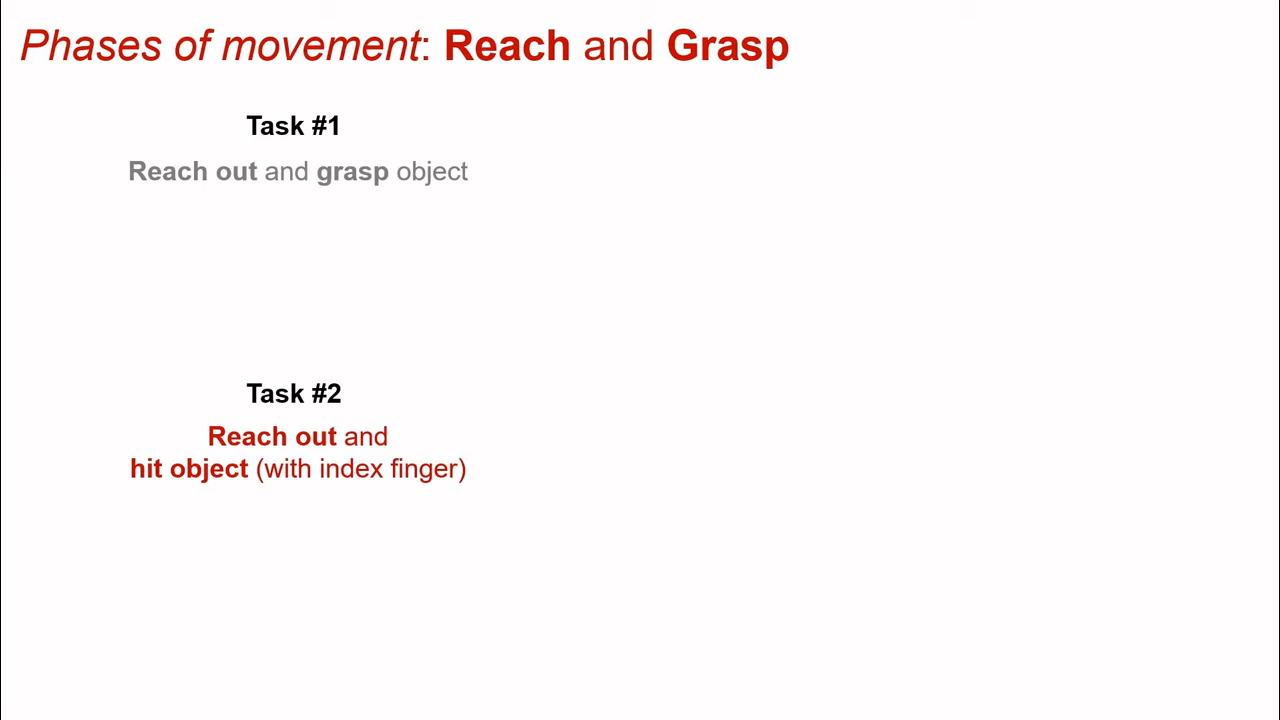 Phases of movement: Reach and Grasp
Task #1
Reach out and grasp object
Task #2
Reach out and
hit object (with index finger)